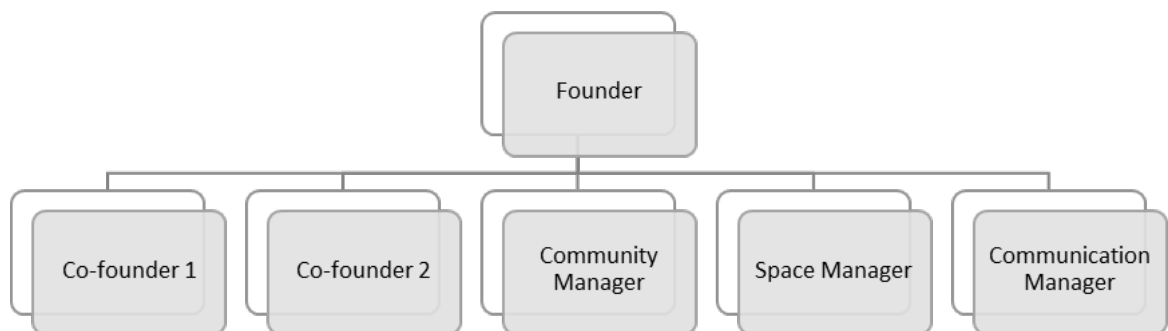 Founder
Co-founder 1
Co-founder 2
Community
Manager
Space Manager
Communication
Manager